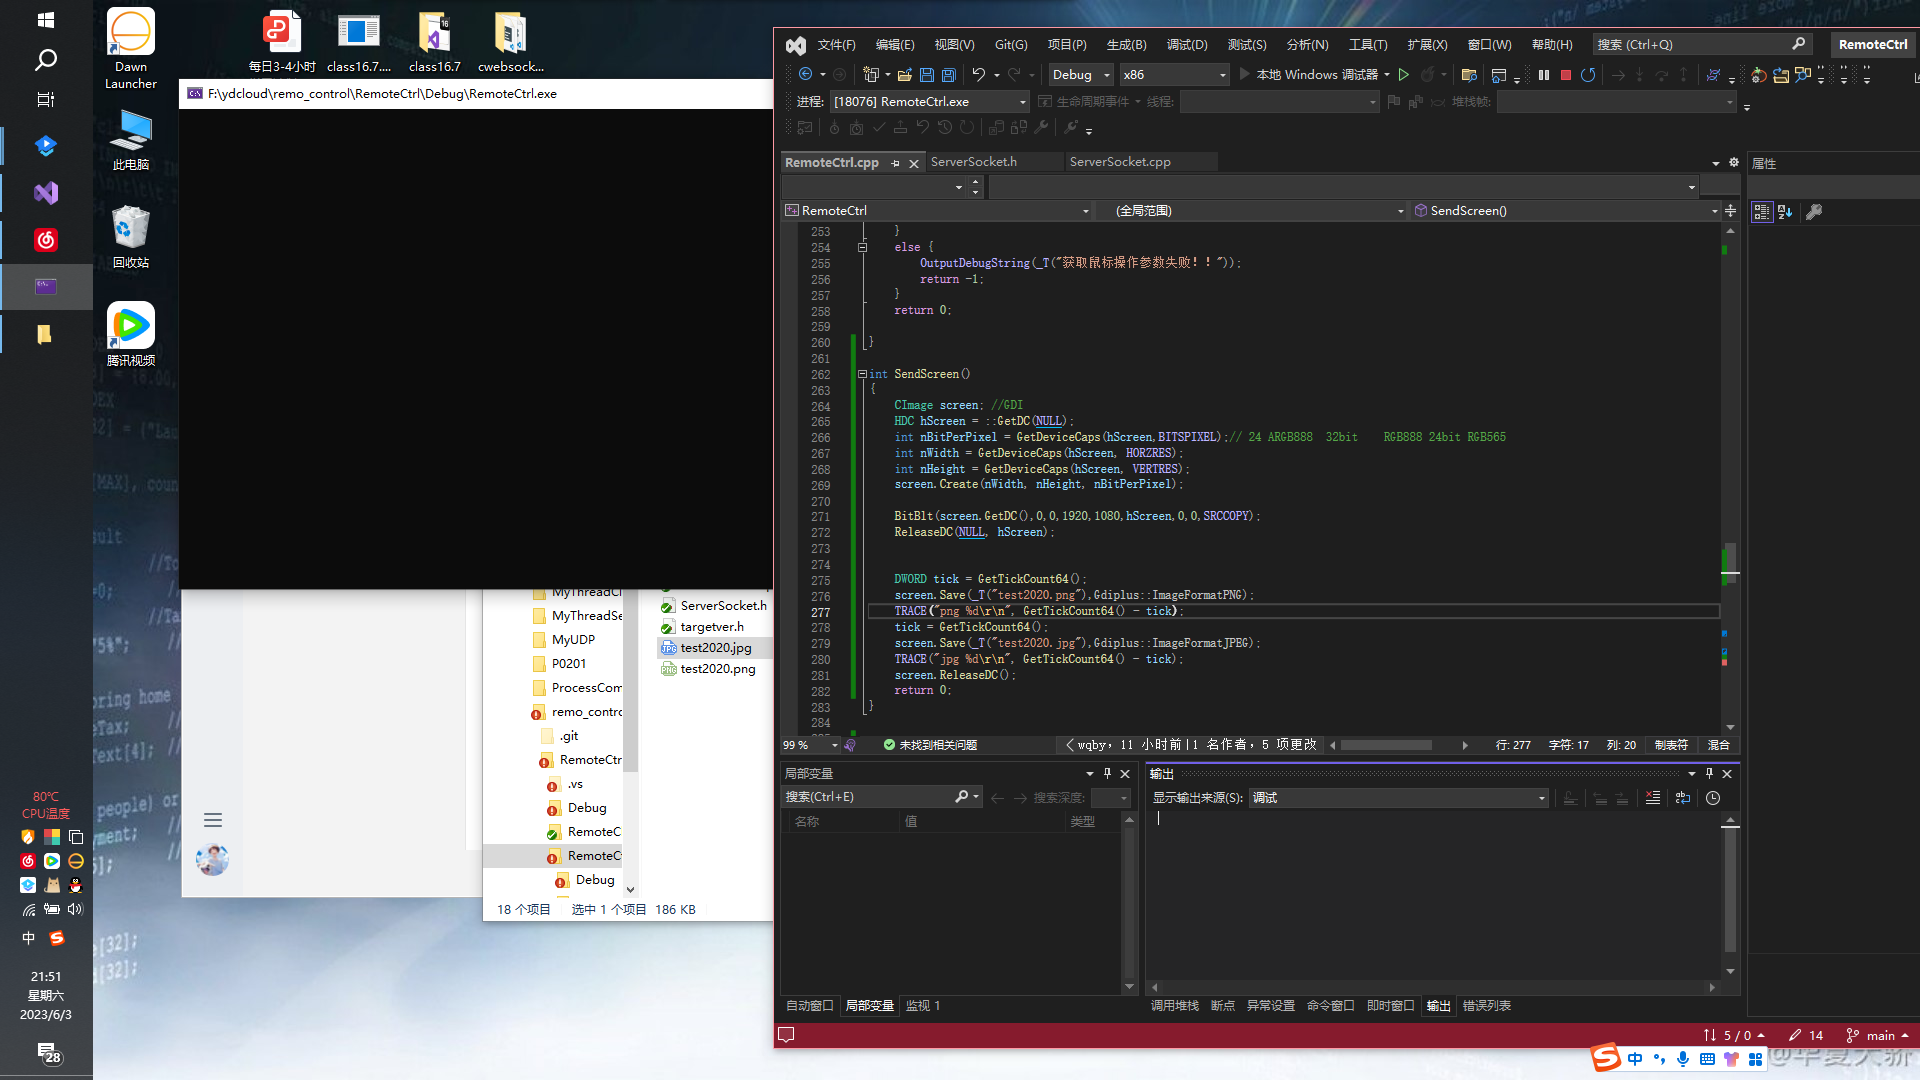 Dawn
Launcher
每日3-4小时
class16.7....
class16.7
cwebsock...
此电脑
回收站
腾讯视频
F:\ydcloud\remo_control\RemoteCtrl\Debug\RemoteCtrl.exe
文件(F)
编辑(E)
视图(V)
Git(G)
项目(P)
生成(B)
调试(D)
测试(S)
分析(N)
工具(T)
扩展(X)
窗口(W)
帮助(H)
搜索 (Ctrl+Q)
RemoteCtrl
Debug
x86
本地 Windows 调试器
进程:
[18076] RemoteCtrl.exe
生命周期事件
线程:
堆栈帧:
RemoteCtrl.cpp
ServerSocket.h
ServerSocket.cpp
属性
RemoteCtrl
(全局范围)
SendScreen()
253 }
254 else {
255 OutputDebugString(_T("获取鼠标操作参数失败！！"));
256 return -1;
257 }
258 return 0;
259
260 }
261
262 int SendScreen()
263 {
264 CImage screen; //GDI
265 HDC hScreen = ::GetDC(NULL);
266 int nBitPerPixel = GetDeviceCaps(hScreen,BITSPIXEL);// 24 ARGB888 32bit RGB888 24bit RGB565
267 int nWidth = GetDeviceCaps(hScreen, HORZRES);
268 int nHeight = GetDeviceCaps(hScreen, VERTRES);
269 screen.Create(nWidth, nHeight, nBitPerPixel);
270
271 BitBlt(screen.GetDC(),0,0,1920,1080,hScreen,0,0,SRCCOPY);
272 ReleaseDC(NULL, hScreen);
273
274
275 DWORD tick = GetTickCount64();
276 screen.Save(_T("test2020.png"),Gdiplus::ImageFormatPNG);
277 TRACE("png %d\r\n", GetTickCount64() - tick);
278 tick = GetTickCount64();
279 screen.Save(_T("test2020.jpg"),Gdiplus::ImageFormatJPEG);
280 TRACE("jpg %d\r\n", GetTickCount64() - tick);
281 screen.ReleaseDC();
282 return 0;
283 }
284
99 %
未找到相关问题
wqby，11 小时前|1 名作者，5 项更改
行: 277
字符: 17
列: 20
制表符
混合
MyThreadSe
MyUDP
P0201
ProcessCom
remo_contro
.git
RemoteCtr
.vs
Debug
RemoteC
RemoteCt
Debug
ServerSocket.h
targetver.h
test2020.jpg
test2020.png
18 个项目
选中 1 个项目
186 KB
局部变量
搜索(Ctrl+E)
搜索深度:
名称
值
类型
自动窗口
局部变量
监视 1
输出
显示输出来源(S):
调试
调用堆栈
断点
异常设置
命令窗口
即时窗口
输出
错误列表
5 / 0
14
main
80℃
CPU温度
中
21:51
星期六
2023/6/3
28
中